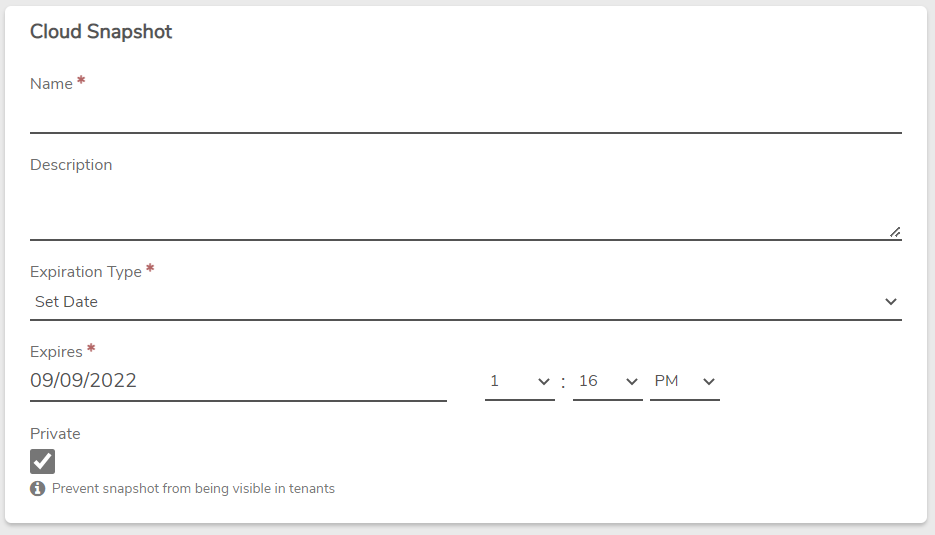 Cloud Snapshot
Name *
Description
Expiration Type *
Set Date
Expires *
09/09/2022 1 : 16 PM
Private
Prevent snapshot from being visible in tenants